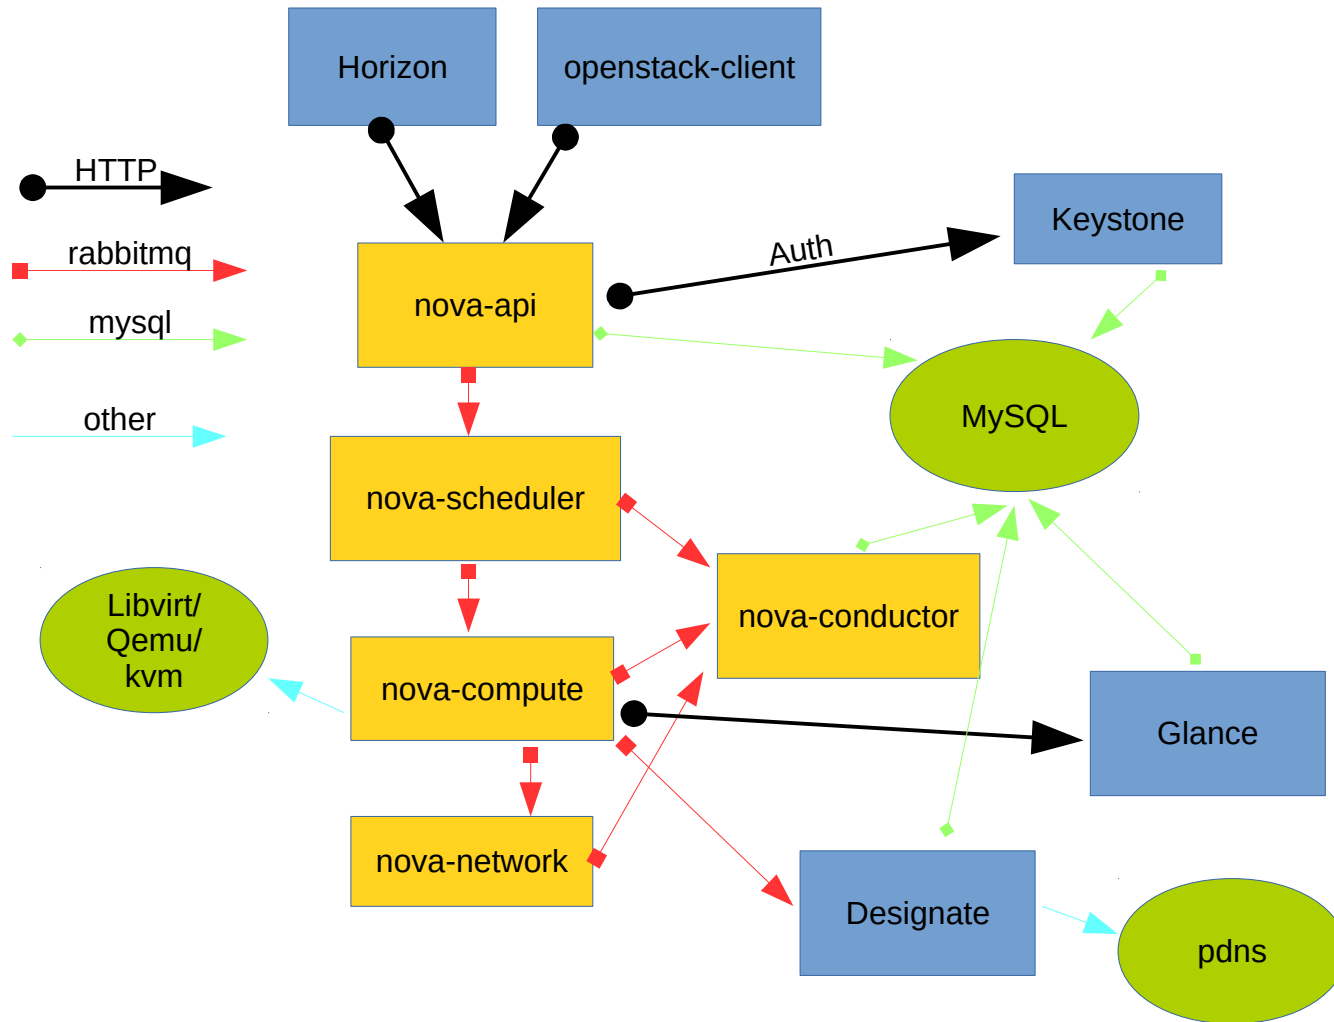 Horizon
openstack-client
HTTP
rabbitmq
mysql
other
Auth
Keystone
nova-api
MySQL
nova-scheduler
nova-conductor
Libvirt/
Qemu/
kvm
nova-compute
Glance
nova-network
Designate
pdns